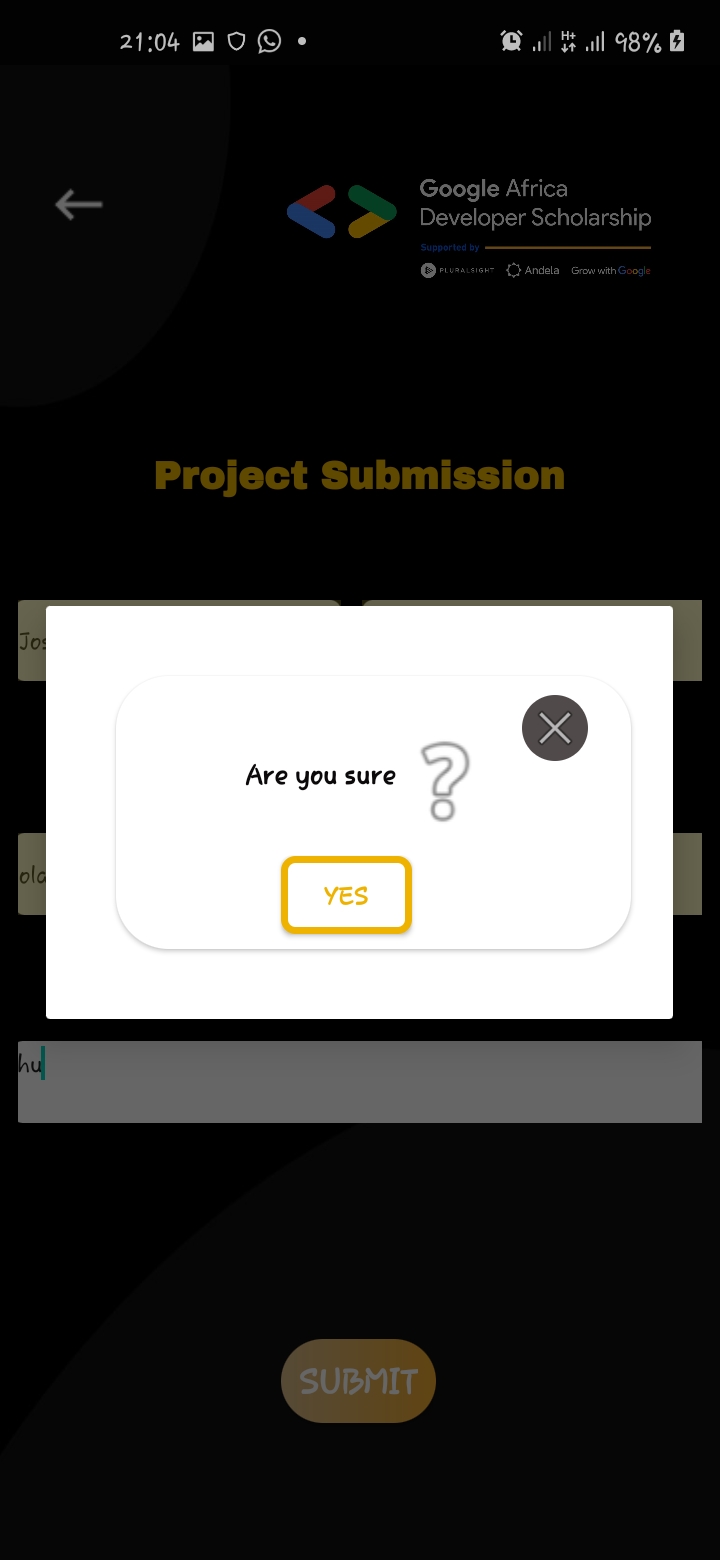 21:04
H+
98%
Google Africa
Developer Scholarship
Supported by
PLURALSIGHT Andela Grow with Google
Project Submission
Jos
Are you sure ?
ola
YES
hu
SUBMIT